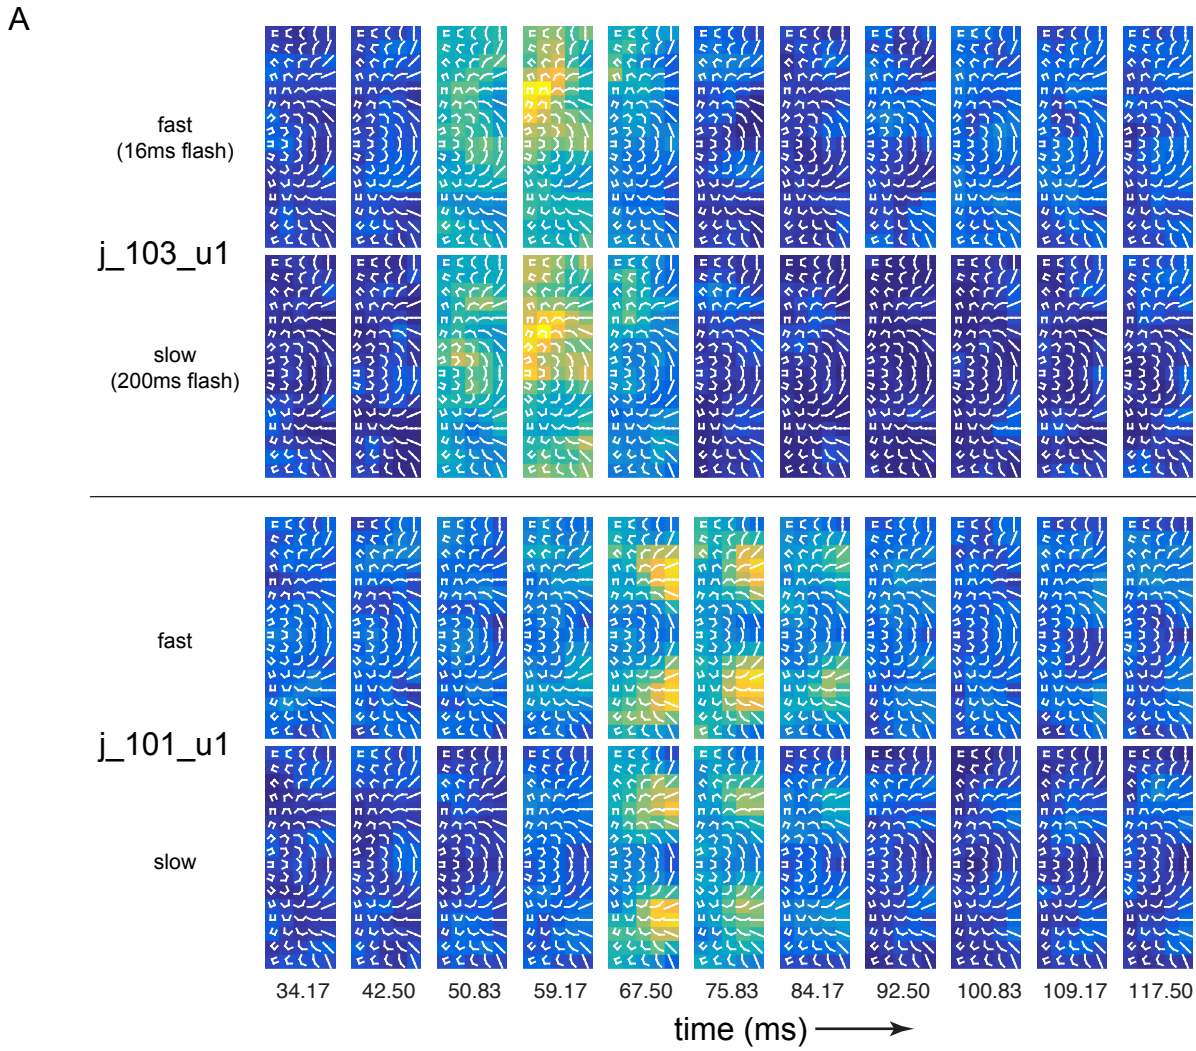 A
fast
(16ms flash)
j_103_u1
slow
(200ms flash)
fast
j_101_u1
slow
34.17 42.50 50.83 59.17 67.50 75.83 84.17 92.50 100.83 109.17 117.50
time (ms)